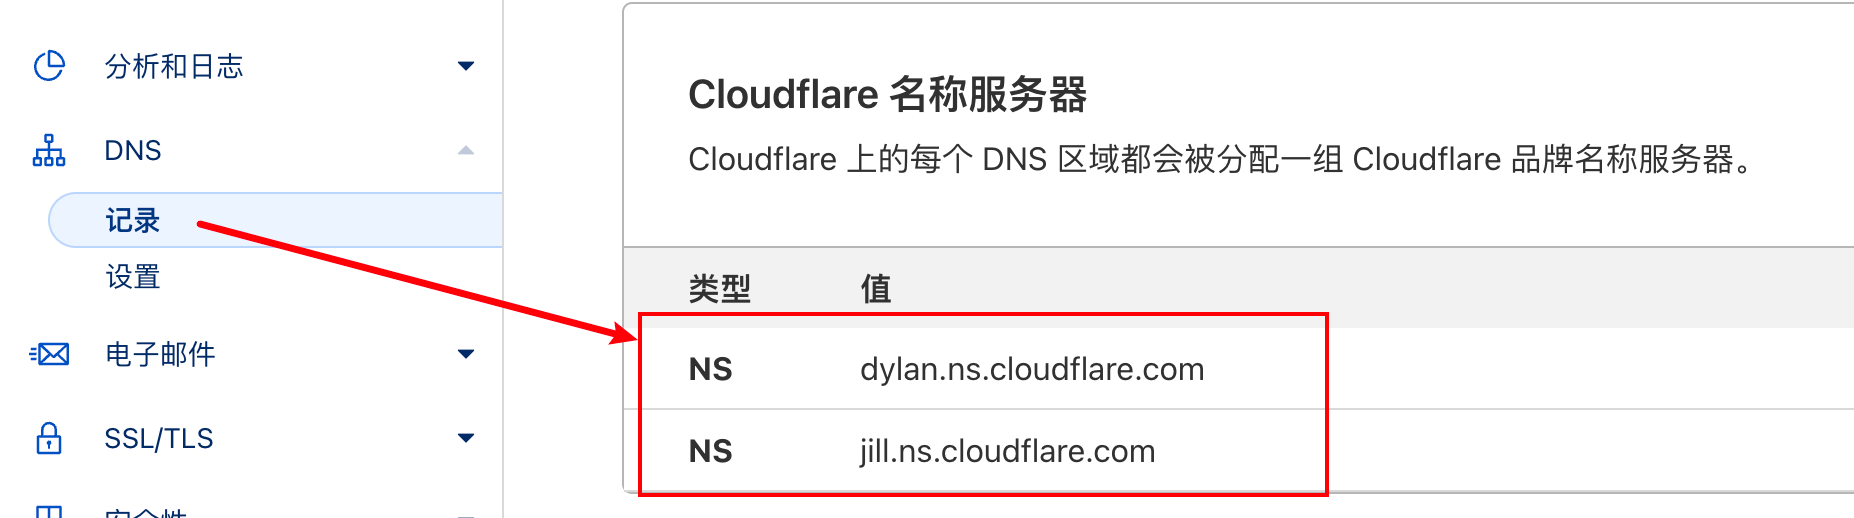 分析和日志
DNS
记录
设置
电子邮件
SSL/TLS
安全性
Cloudflare 名称服务器
Cloudflare 上的每个 DNS 区域都会被分配一组 Cloudflare 品牌名称服务器。
类型 值
NS dylan.ns.cloudflare.com
NS jill.ns.cloudflare.com